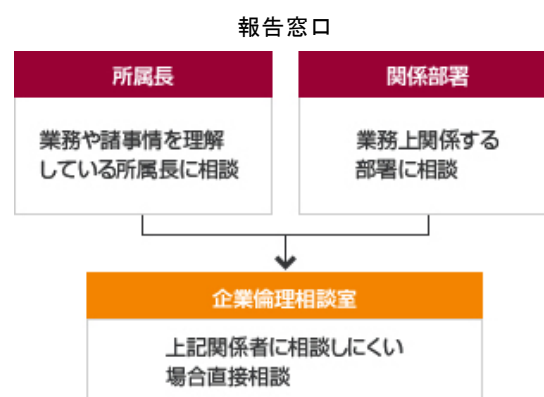 報告窓口
所属長
業務や諸事情を理解
している所属長に相談
関係部署
業務上関係する
部署に相談
企業倫理相談室
上記関係者に相談しにくい
場合直接相談